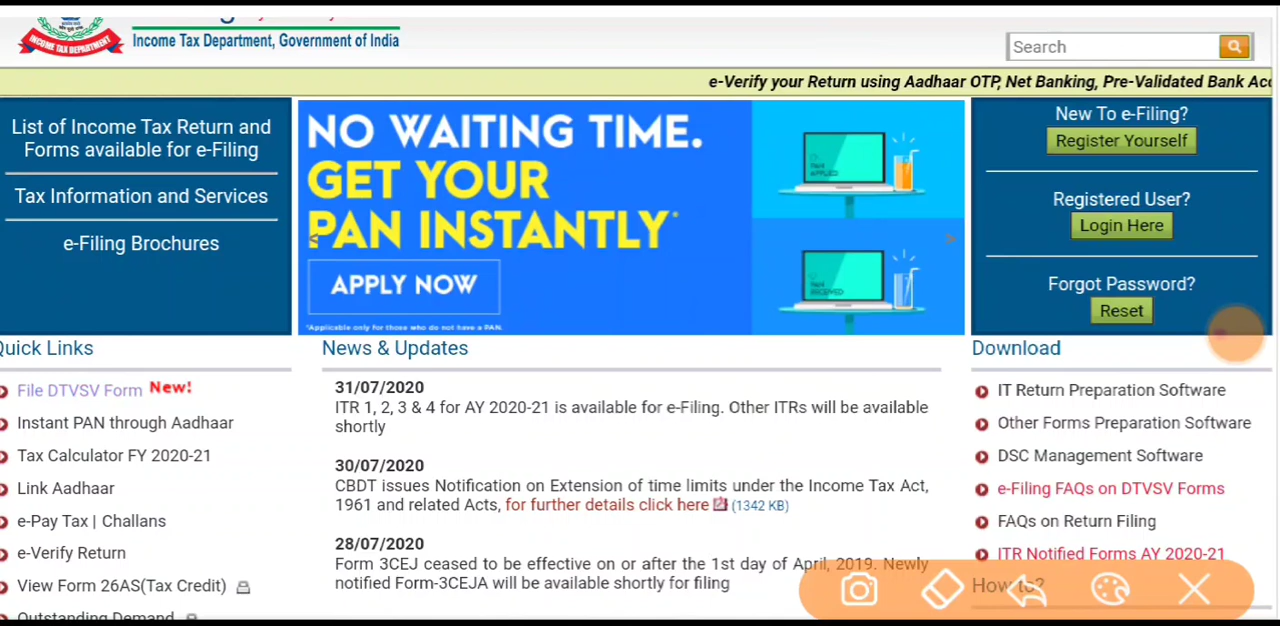 INCOME TAX DEPARTMENT
Income Tax Department, Government of India
Search
e-Verify your Return using Aadhaar OTP, Net Banking, Pre-Validated Bank
List of Income Tax Return and
Forms available for e-Filing
Tax Information and Services
e-Filing Brochures
NO WAITING TIME.
GET YOUR
PAN INSTANTLY*
APPLY NOW
*Applicable only for those who do not have a PAN.
PAN
APPLIED
PAN
RECEIVED
New To e-Filing?
Register Yourself
Registered User?
Login Here
Forgot Password?
Reset
Quick Links
File DTVSV Form New!
Instant PAN through Aadhaar
Tax Calculator FY 2020-21
Link Aadhaar
e-Pay Tax | Challans
e-Verify Return
View Form 26AS(Tax Credit)
Outstanding Demand
News & Updates
31/07/2020
ITR 1, 2, 3 & 4 for AY 2020-21 is available for e-Filing. Other ITRs will be available
shortly
30/07/2020
CBDT issues Notification on Extension of time limits under the Income Tax Act,
1961 and related Acts, for further details click here (1342 KB)
28/07/2020
Form 3CEJ ceased to be effective on or after the 1st day of April, 2019. Newly
notified Form-3CEJA will be available shortly for filing
Download
IT Return Preparation Software
Other Forms Preparation Software
DSC Management Software
e-Filing FAQs on DTVSV Forms
FAQs on Return Filing
ITR Notified Forms AY 2020-21
How to?